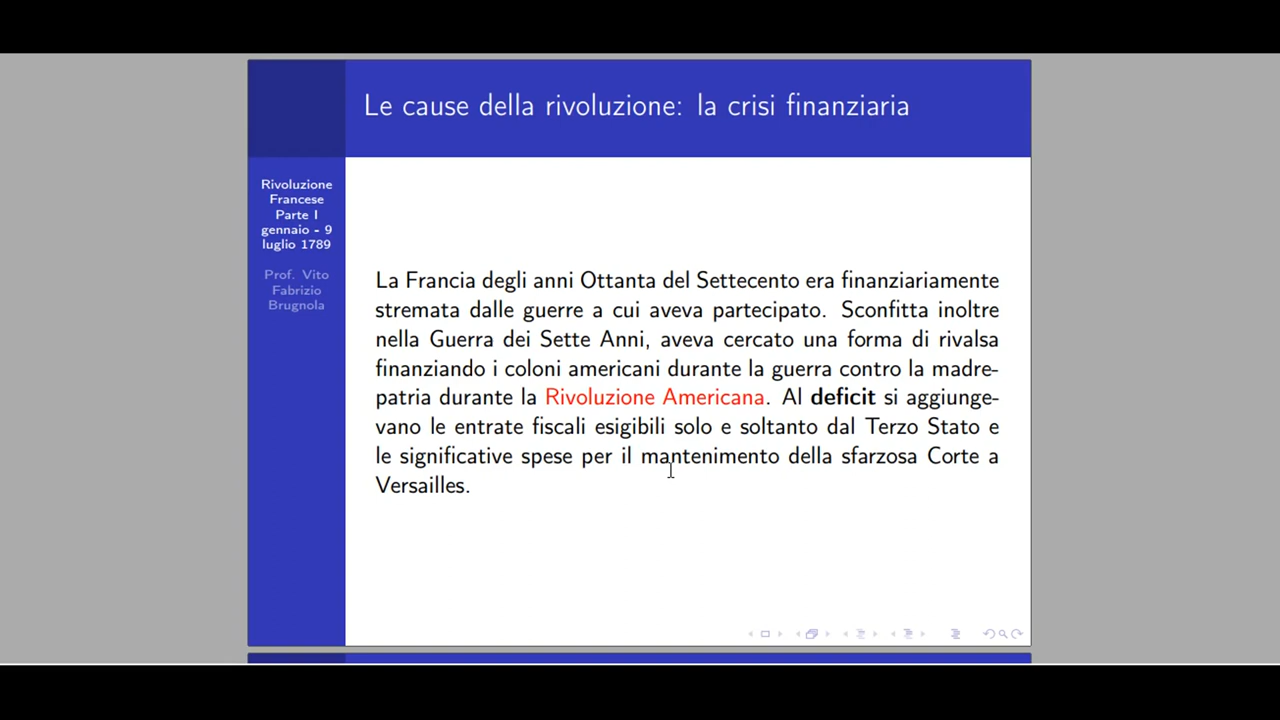 Le cause della rivoluzione: la crisi finanziaria
Rivoluzione
Francese
Parte I
gennaio - 9
luglio 1789
Prof. Vito
Fabrizio
Brugnola
La Francia degli anni Ottanta del Settecento era finanziariamente
stremata dalle guerre a cui aveva partecipato. Sconfitta inoltre
nella Guerra dei Sette Anni, aveva cercato una forma di rivalsa
finanziando i coloni americani durante la guerra contro la madre-
patria durante la Rivoluzione Americana. Al deficit si aggiunge-
vano le entrate fiscali esigibili solo e soltanto dal Terzo Stato e
le significative spese per il mantenimento della sfarzosa Corte a
Versailles.